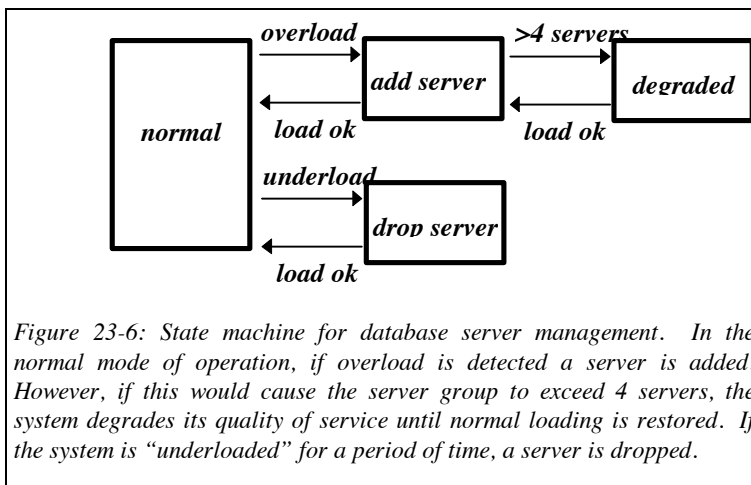 overload
>4 servers
add server
degraded
normal
load ok
load ok
underload
drop server
load ok
Figure 23-6: State machine for database server management. In the
normal mode of operation, if overload is detected a server is added.
However, if this would cause the server group to exceed 4 servers, the
system degrades its quality of service until normal loading is restored. If
the system is “underloaded” for a period of time, a server is dropped.